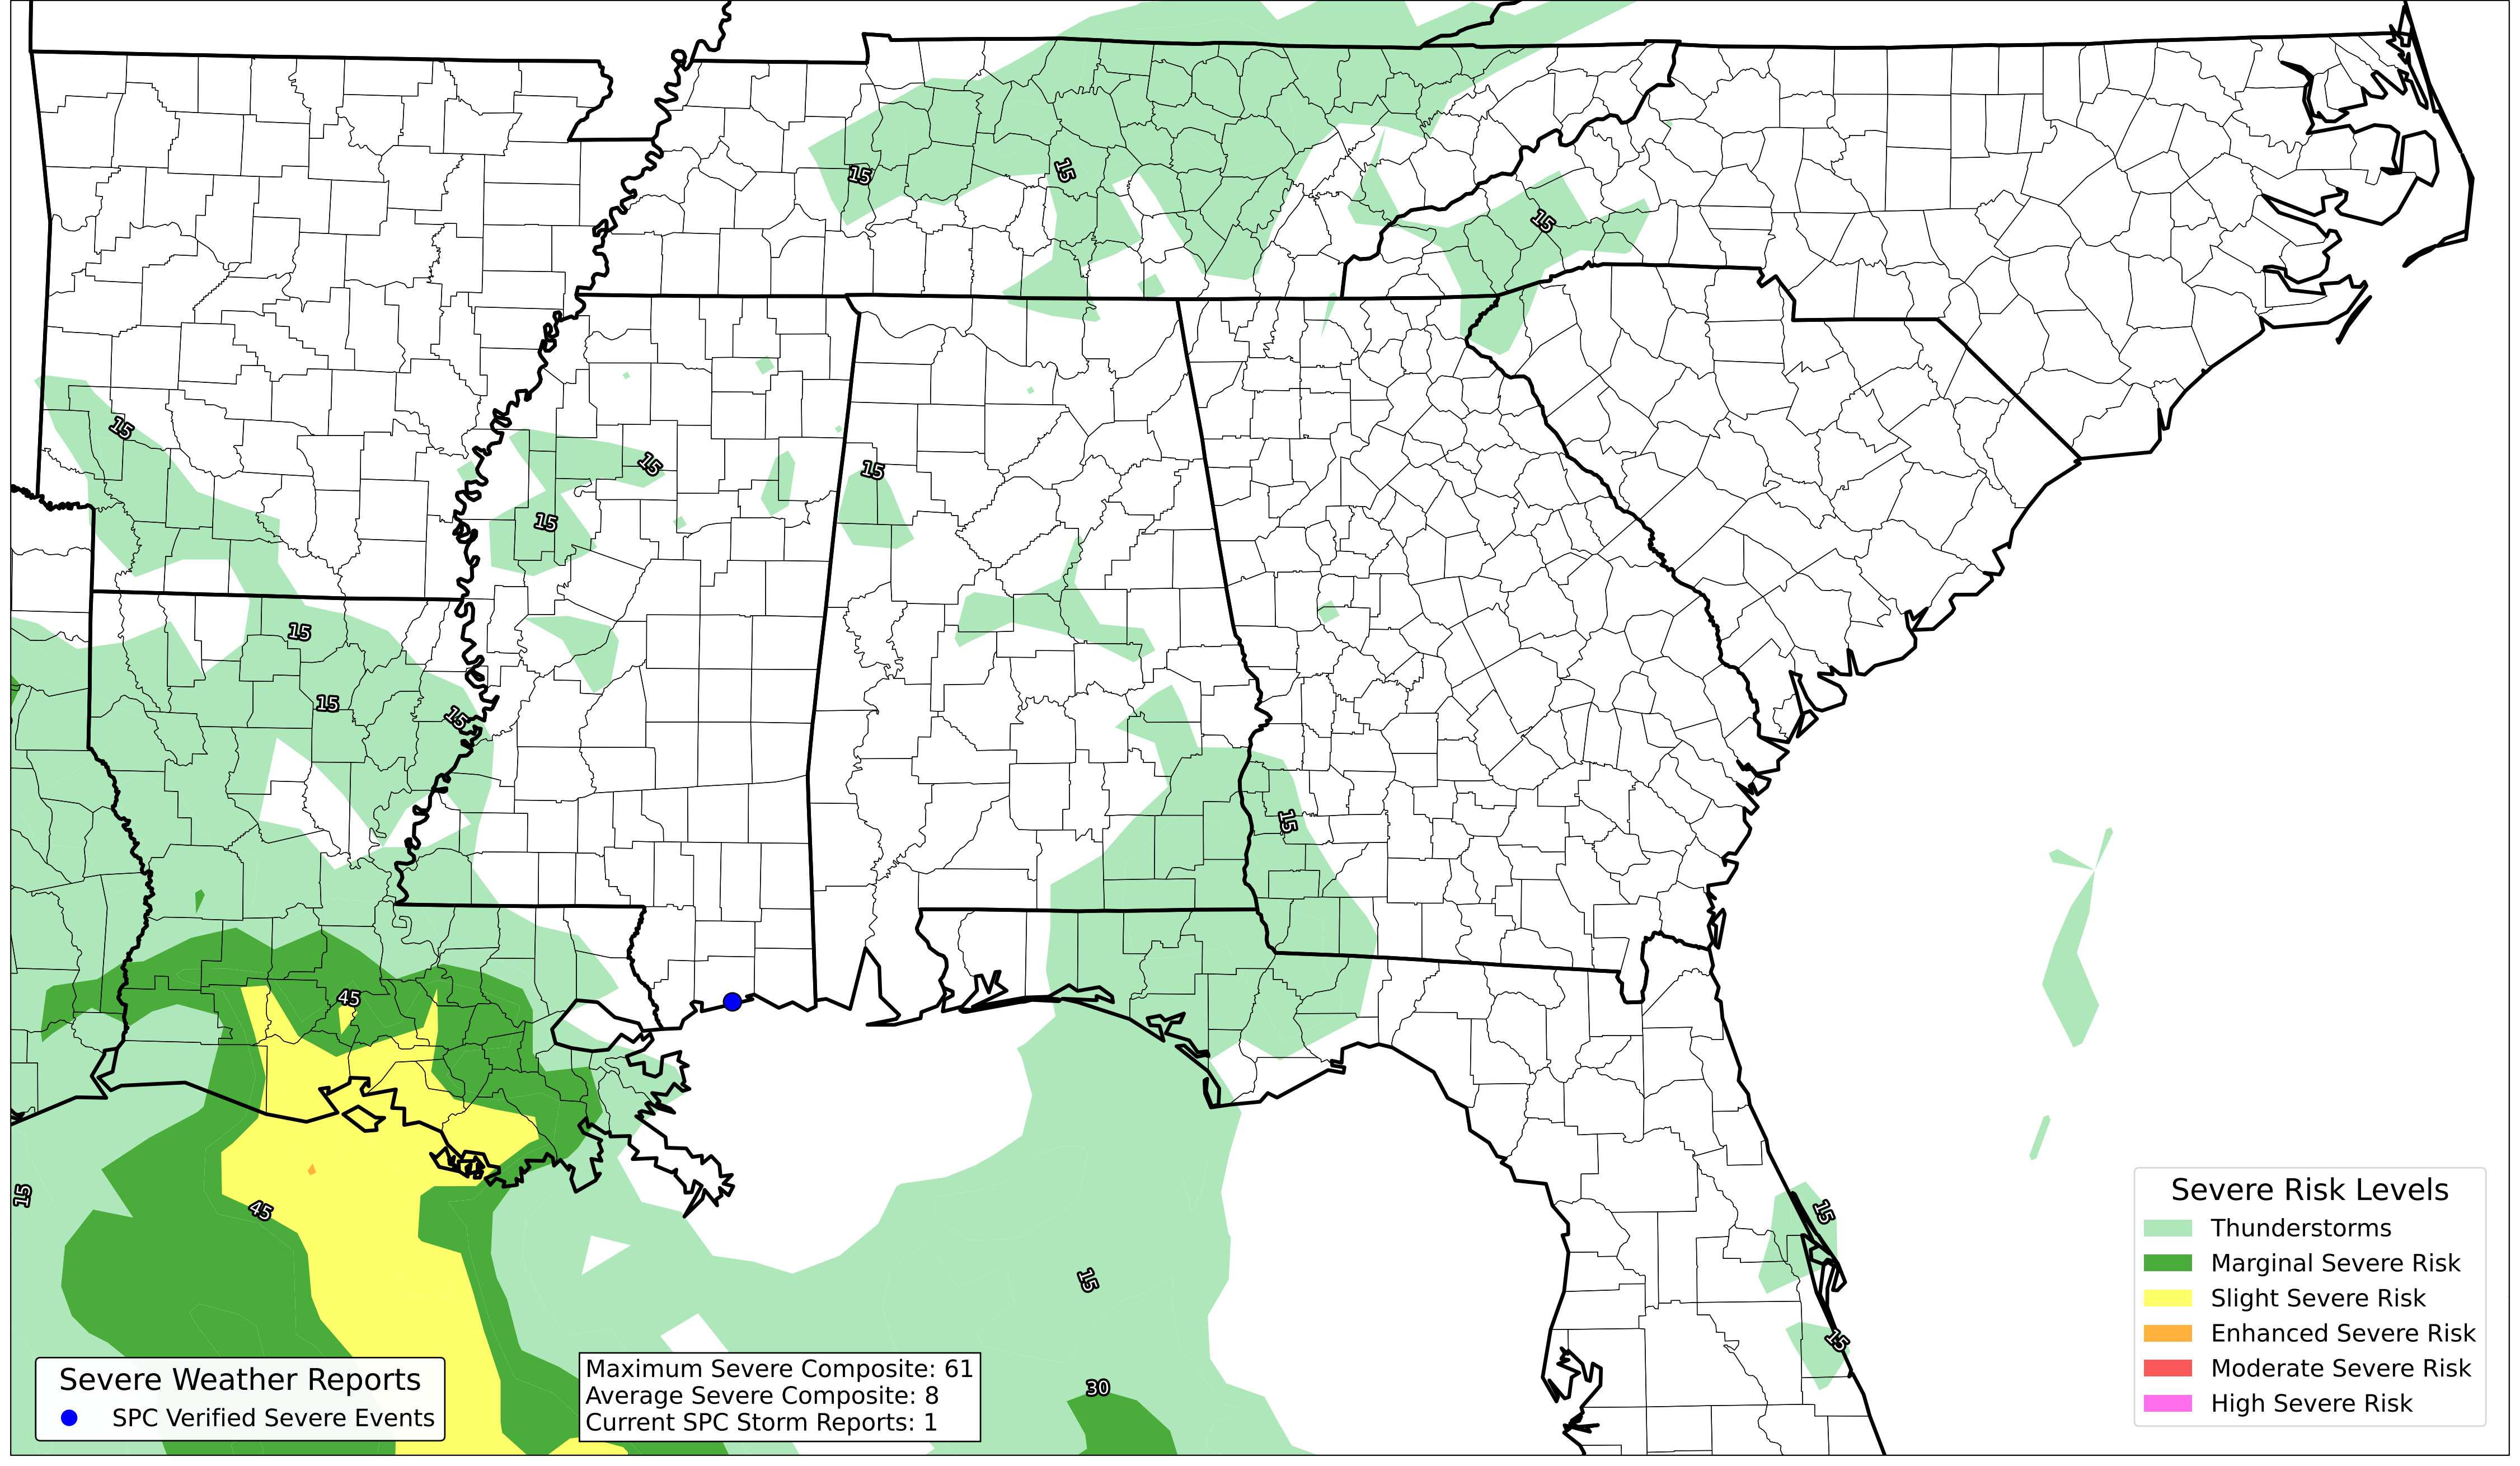 15
15
15
15
15
15
15
15
15
15
15
45
15
45
15
15
30
15
Severe Weather Reports
SPC Verified Severe Events
Maximum Severe Composite: 61
Average Severe Composite: 8
Current SPC Storm Reports: 1
Severe Risk Levels
Thunderstorms
Marginal Severe Risk
Slight Severe Risk
Enhanced Severe Risk
Moderate Severe Risk
High Severe Risk